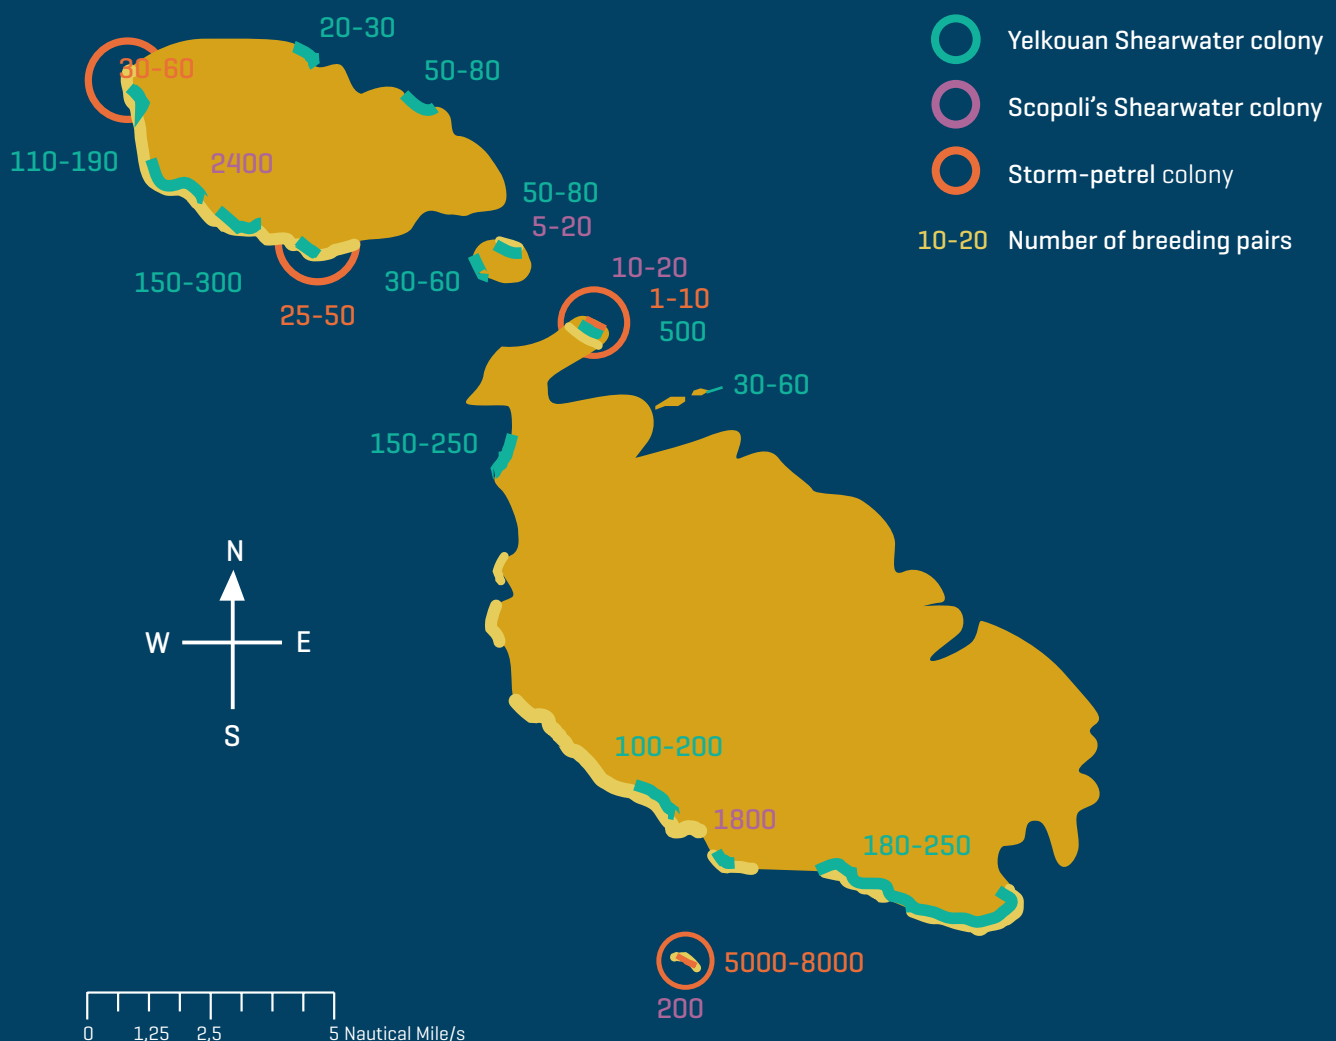 20-30
Yelkouan Shearwater colony
30-60
50-80
Scopoli’s Shearwater colony
110-190
2400
Storm-petrel colony
50-80
5-20
10-20 Number of breeding pairs
150-300
30-60
10-20
25-50
1-10
500
30-60
150-250
N
W E
S
100-200
1800
180-250
5000-8000
200
0 1,25 2,5 5 Nautical Mile/s